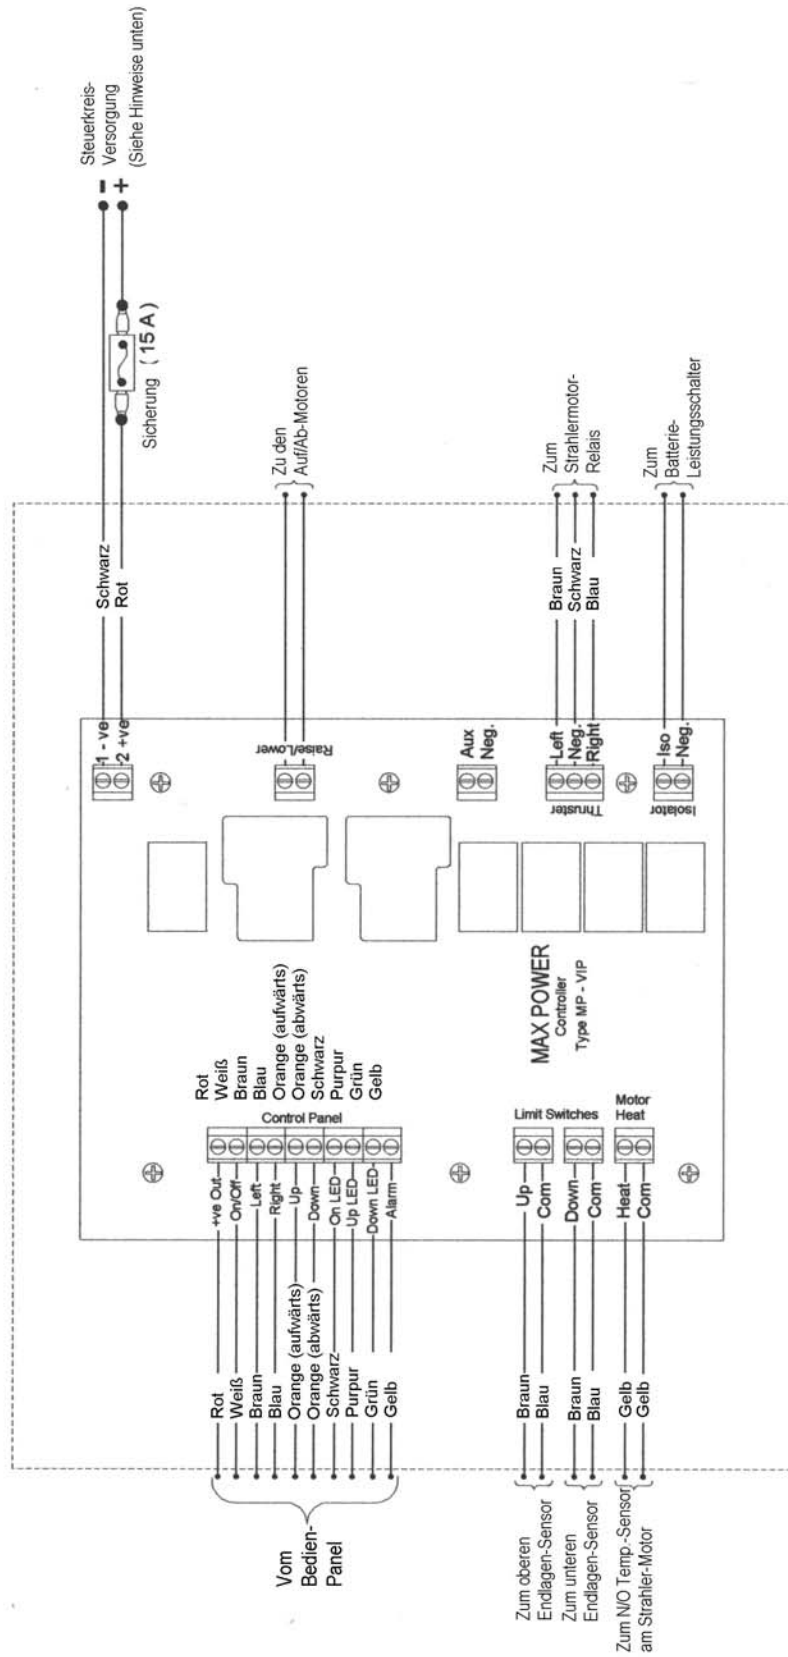 Steuerkreis-
Versorgung
(Siehe Hinweise unten)
−
+
Sicherung ( 15 A )
Schwarz
Rot
1 - ve
2 +ve
Zu den
Auf/Ab-Motoren
Raise/Lower
Aux
Neg.
Zum
Strahlermotor-
Relais
Braun
Schwarz
Blau
Left
Neg.
Right
Thruster
Zum
Batterie-
Leistungsschalter
Iso
Neg.
Isolator
MAX POWER
Controller
Type MP - VIP
Rot
Weiß
Braun
Blau
Orange (aufwärts)
Orange (abwärts)
Schwarz
Purpur
Grün
Gelb
Control Panel
+ve Out
On/Off
Left
Right
Up
Down
On LED
Up LED
Down LED
Alarm
Rot
Weiß
Braun
Blau
Orange (aufwärts)
Orange (abwärts)
Schwarz
Purpur
Grün
Gelb
Vom
Bedien-
Panel
Limit Switches
Up
Com
Down
Com
Motor
Heat
Heat
Com
Braun
Blau
Braun
Blau
Gelb
Gelb
Zum oberen
Endlagen-Sensor
Zum unteren
Endlagen-Sensor
Zum N/O Temp.-Sensor
am Strahler-Motor